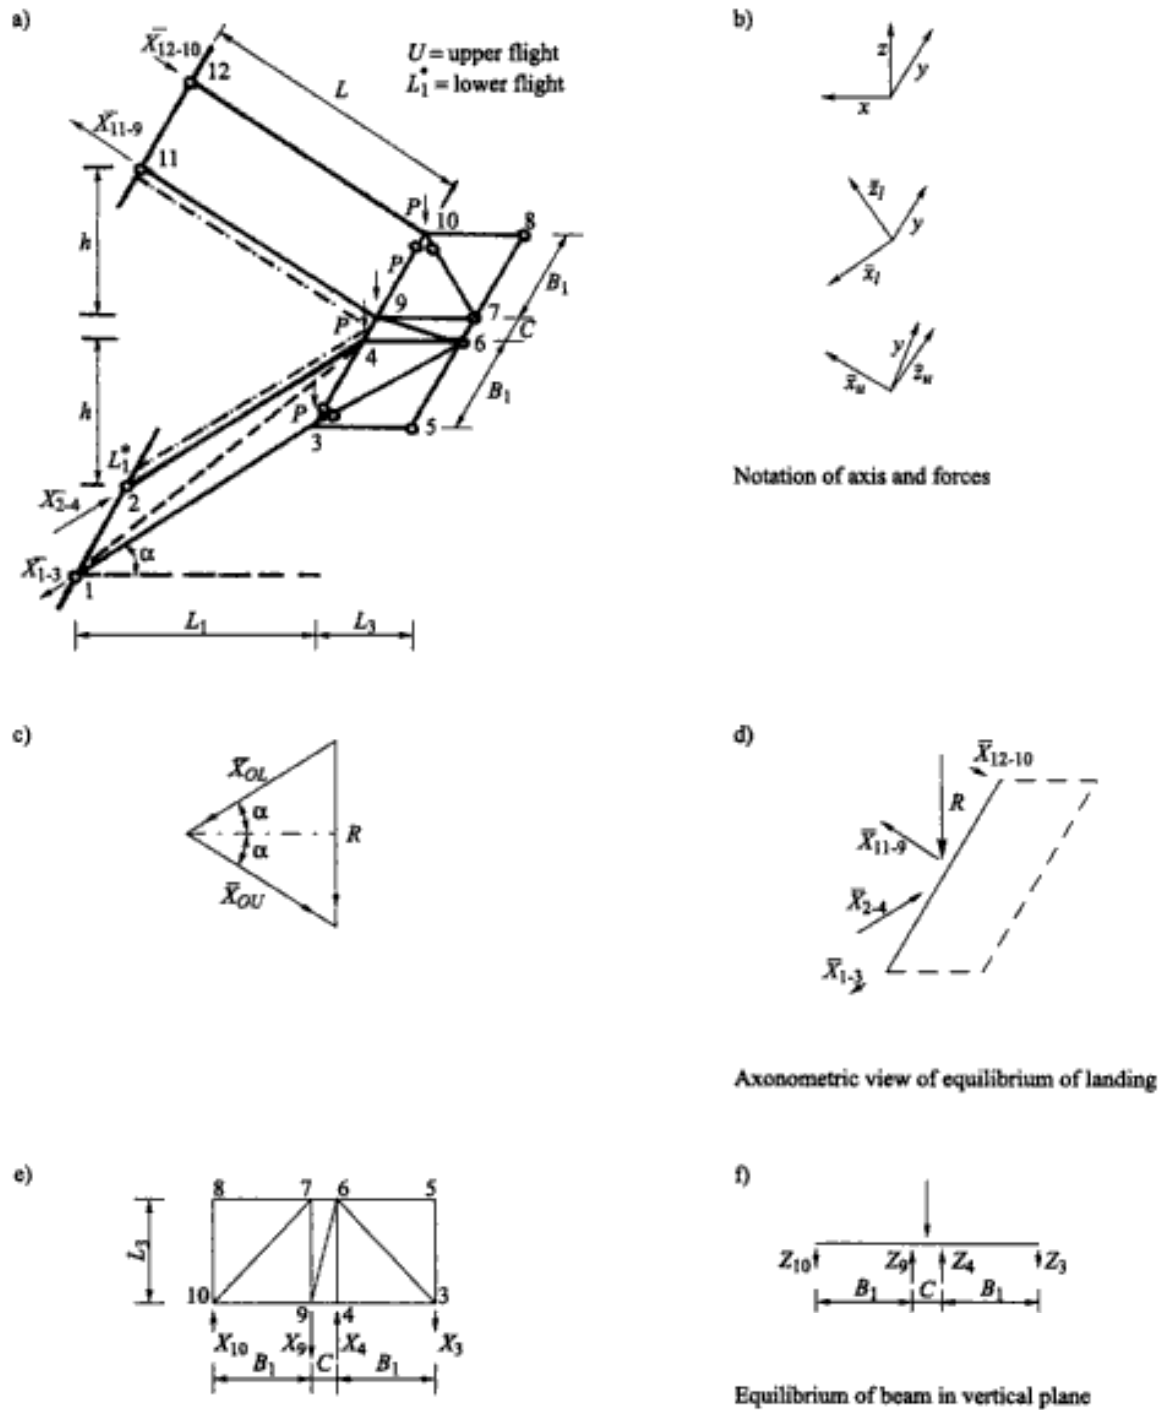 a)
X̄12-10
12
U = upper flight
L₁* = lower flight
L
X̄11-9
11
h
P
10
8
P
B₁
9
7
C
P
4
6
B₁
h
P
3
5
L₁*
X̄2-4
2
α
X̄1-3
1
L₁
L₃
b)
z
y
x
z̄l
y
x̄l
y
z̄u
x̄u
Notation of axis and forces
c)
X̄OL
α
R
α
X̄OU
d)
X̄12-10
R
X̄11-9
X̄2-4
X̄1-3
Axonometric view of equilibrium of landing
e)
8
7
6
5
L₃
10
9
4
3
X10
X9
X4
X3
B₁
C
B₁
f)
Z10
Z9
Z4
Z3
B₁
C
B₁
Equilibrium of beam in vertical plane